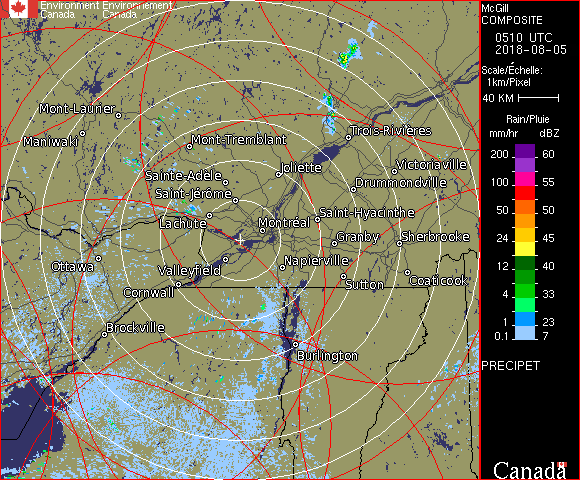 Environment Environnement
Canada Canada
McGill
COMPOSITE
0510 UTC
2018-08-05
Scale/Échelle:
1km/Pixel
40 KM
Rain/Pluie
mm/hr dBZ
200 60
100 55
50 50
24 45
12 40
4 33
1 23
0.1 7
PRECIPET
Mont-Laurier
Maniwaki
Mont-Tremblant
Trois-Rivières
Joliette
Victoriaville
Sainte-Adèle
Drummondville
Saint-Jérôme
Saint-Hyacinthe
Lachute
Montréal
Granby
Sherbrooke
Ottawa
Valleyfield
Napierville
Cornwall
Sutton
Coaticook
Brockville
Burlington
Canada